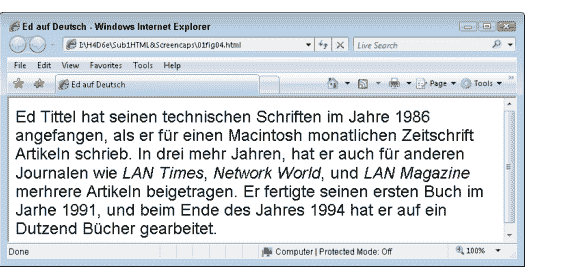 Ed auf Deutsch - Windows Internet Explorer
I:\H4D6e\Sub1HTML&Screencaps\01fig04.html Live Search
File Edit View Favorites Tools Help
Ed auf Deutsch Page Tools
Ed Tittel hat seinen technischen Schriften im Jahre 1986
angefangen, als er für einen Macintosh monatlichen Zeitschrift
Artikeln schrieb. In drei mehr Jahren, hat er auch für anderen
Journalen wie LAN Times, Network World, und LAN Magazine
merhrere Artikeln beigetragen. Er fertigte seinen ersten Buch im
Jarhe 1991, und beim Ende des Jahres 1994 hat er auf ein
Dutzend Bücher gearbeitet.
Done Computer | Protected Mode: Off 100%